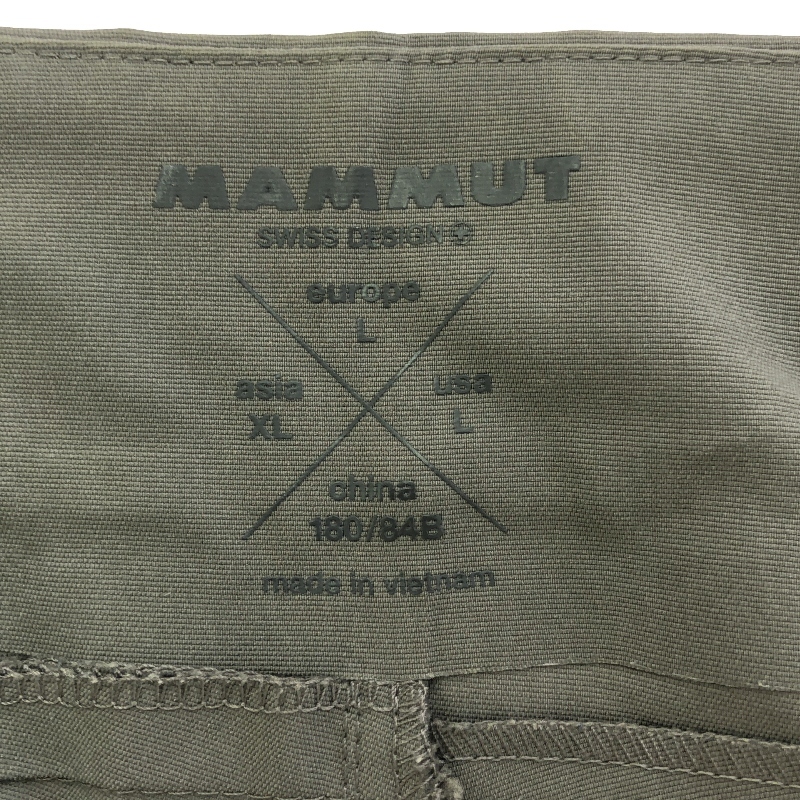 MAMMUT
SWISS DESIGN
europe
L
asia usa
XL L
china
180/84B
made in vietnam